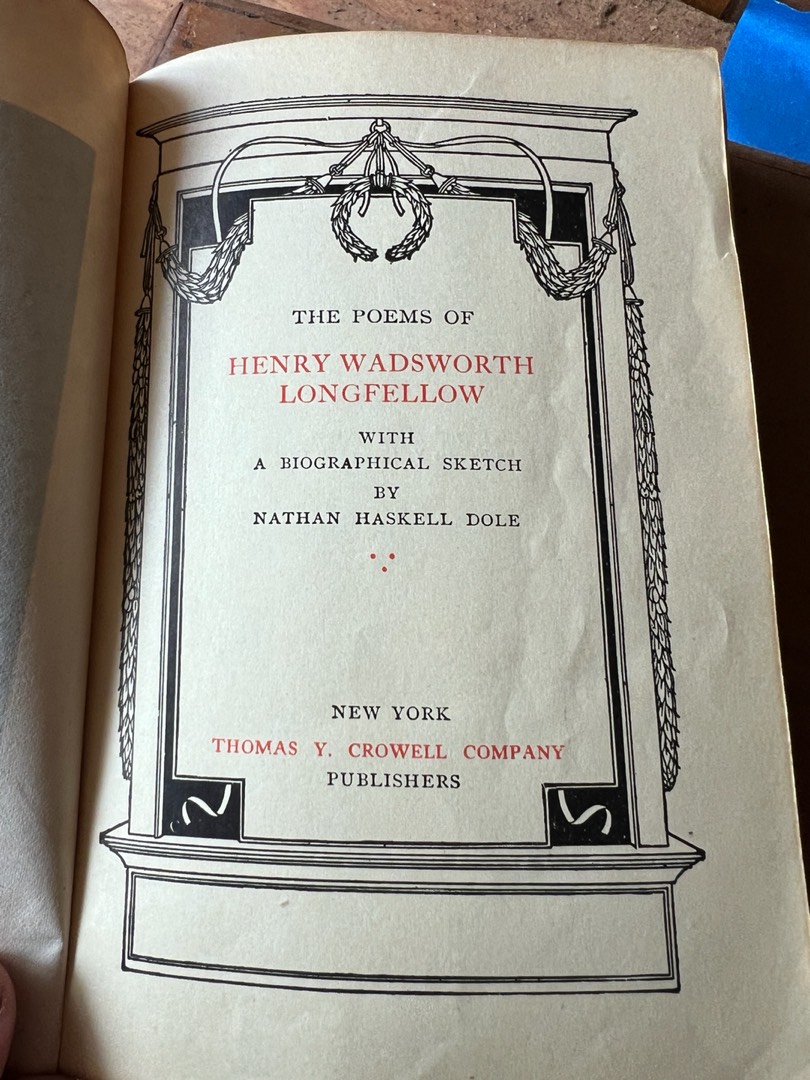 THE POEMS OF
HENRY WADSWORTH
LONGFELLOW
WITH
A BIOGRAPHICAL SKETCH
BY
NATHAN HASKELL DOLE
NEW YORK
THOMAS Y. CROWELL COMPANY
PUBLISHERS